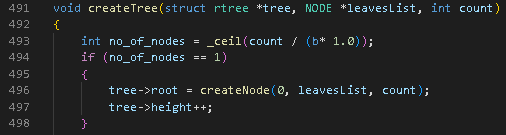 491 void createTree(struct rtree *tree, NODE *leavesList, int count)
492 {
493     int no_of_nodes = _ceil(count / (b* 1.0));
494     if (no_of_nodes == 1)
495     {
496         tree->root = createNode(0, leavesList, count);
497         tree->height++;
498     }